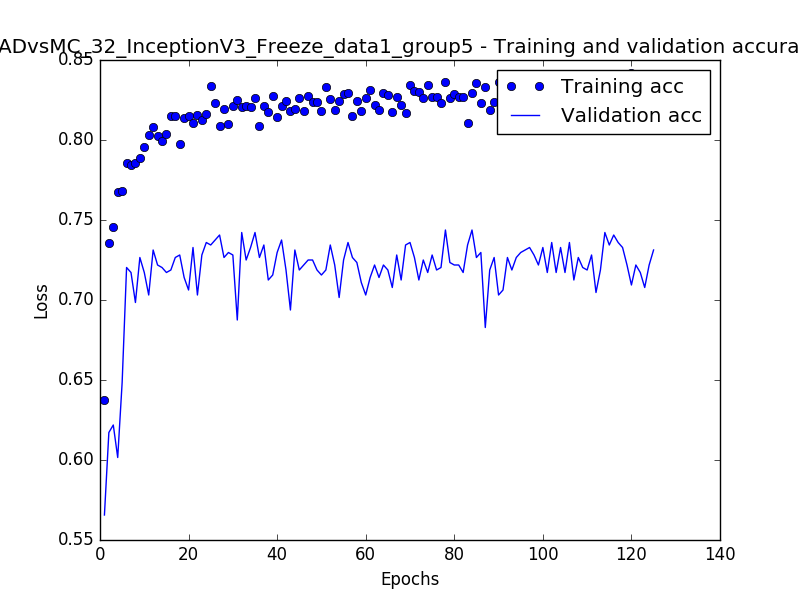 ADvsMC_32_InceptionV3_Freeze_data1_group5 - Training and validation accura
0.85
0.80
0.75
0.70
0.65
0.60
0.55
Loss
Training acc
Validation acc
0 20 40 60 80 100 120 140
Epochs